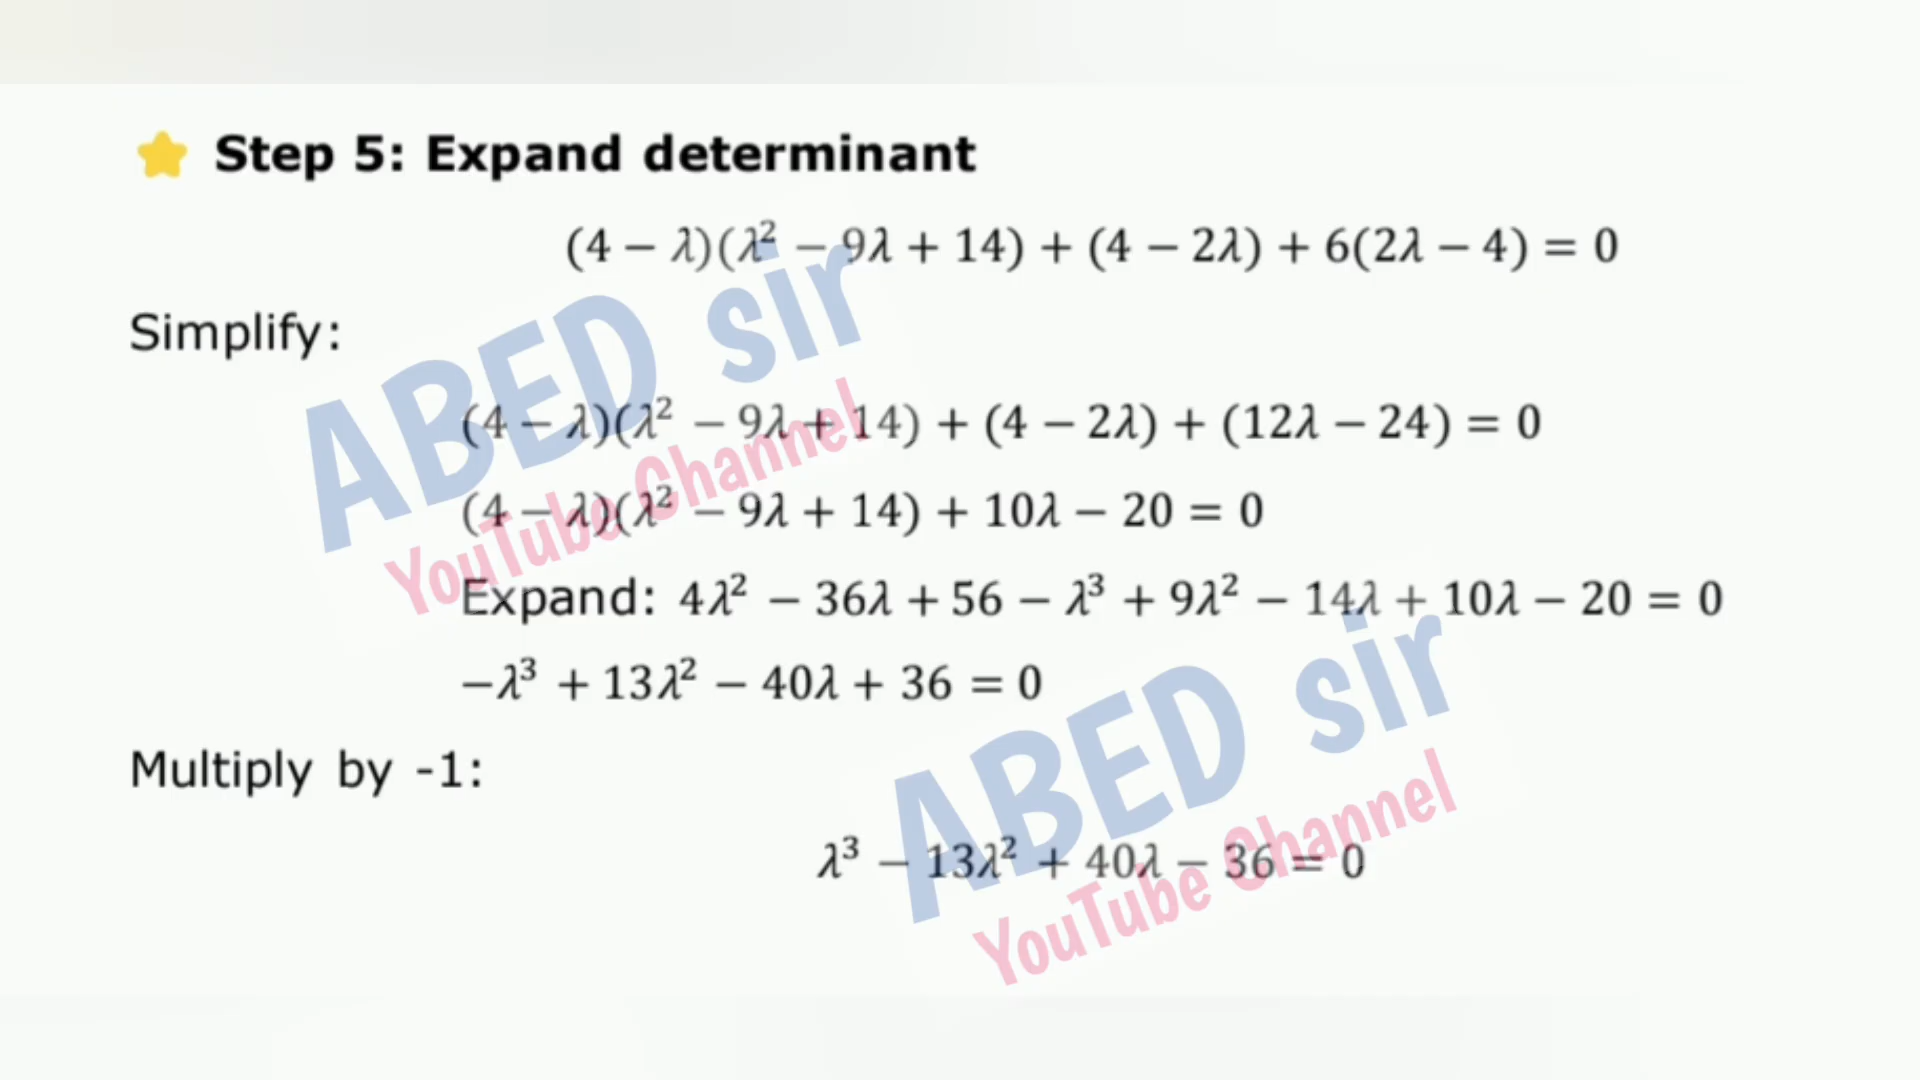 Step 5: Expand determinant
(4 − λ)(λ² − 9λ + 14) + (4 − 2λ) + 6(2λ − 4) = 0
Simplify:
(4 − λ)(λ² − 9λ + 14) + (4 − 2λ) + (12λ − 24) = 0
(4 − λ)(λ² − 9λ + 14) + 10λ − 20 = 0
Expand: 4λ² − 36λ + 56 − λ³ + 9λ² − 14λ + 10λ − 20 = 0
−λ³ + 13λ² − 40λ + 36 = 0
Multiply by -1:
λ³ − 13λ² + 40λ − 36 = 0
ABED sir
YouTube Channel
ABED sir
YouTube Channel